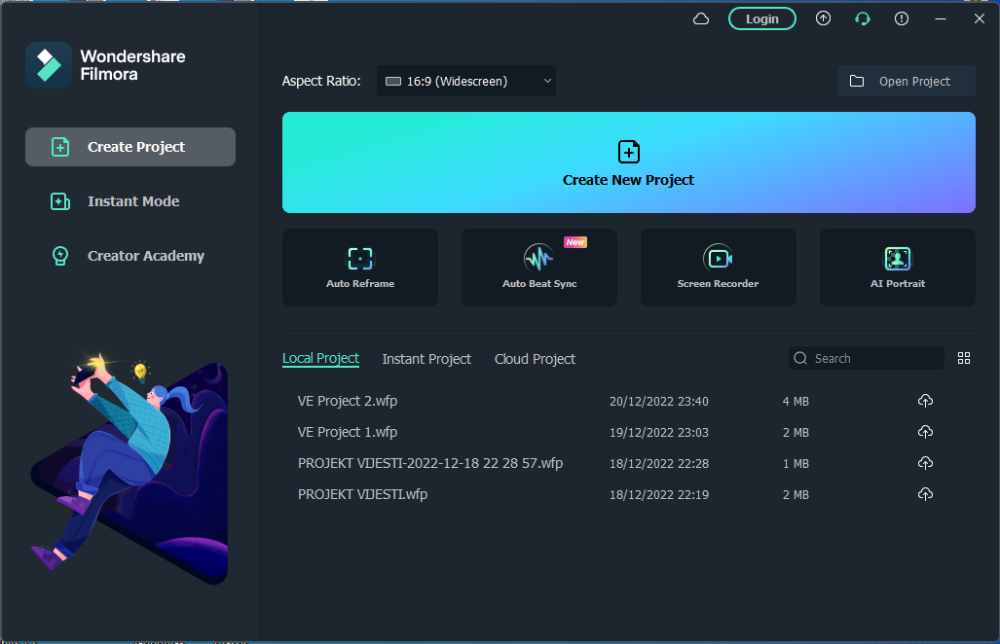 Login
Wondershare
Filmora
Aspect Ratio: 16:9 (Widescreen) Open Project
Create Project
Instant Mode
Creator Academy
Create New Project
New
Auto Reframe Auto Beat Sync Screen Recorder AI Portrait
Local Project Instant Project Cloud Project Search
VE Project 2.wfp 20/12/2022 23:40 4 MB
VE Project 1.wfp 19/12/2022 23:03 2 MB
PROJEKT VIJESTI-2022-12-18 22 28 57.wfp 18/12/2022 22:28 1 MB
PROJEKT VIJESTI.wfp 18/12/2022 22:19 2 MB